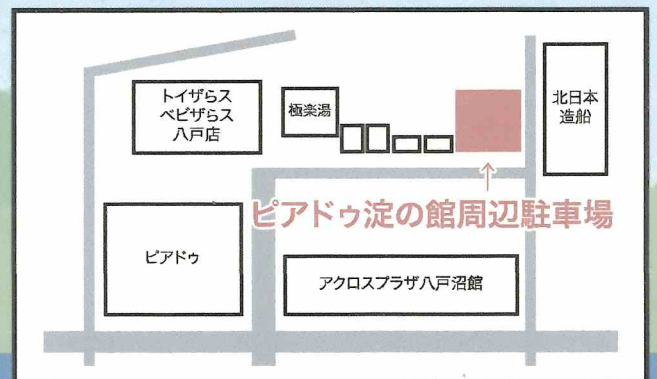 トイザらス
ベビザらス
八戸店
極楽湯
北日本
造船
↑
ピアドゥ淀の館周辺駐車場
ピアドゥ
アクロスプラザ八戸沼館